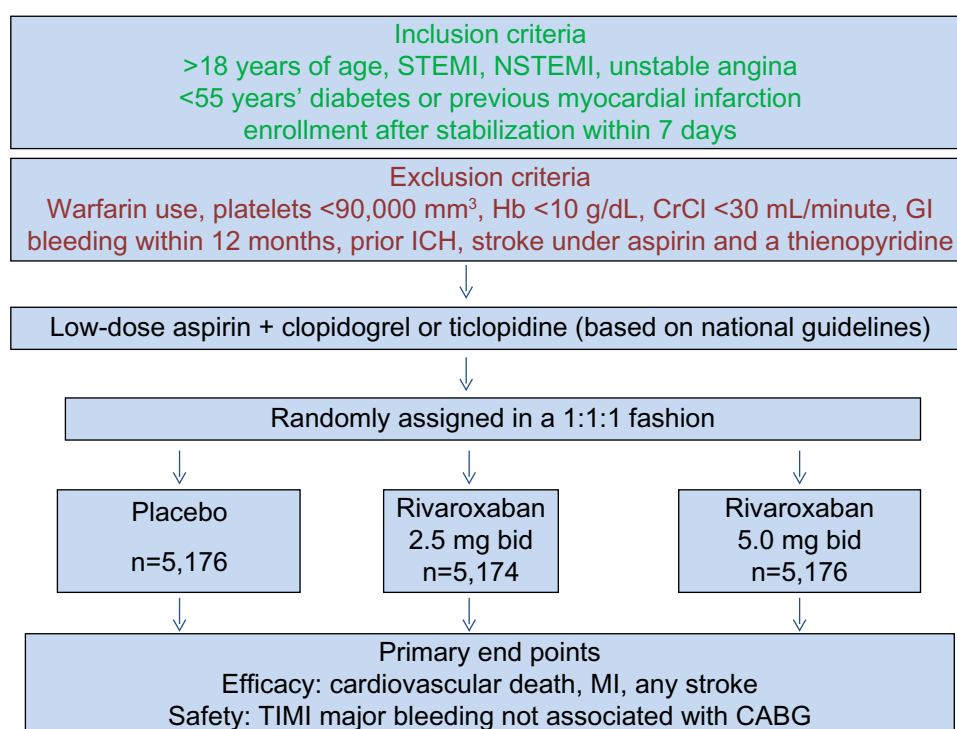 Inclusion criteria
>18 years of age, STEMI, NSTEMI, unstable angina
<55 years’ diabetes or previous myocardial infarction
enrollment after stabilization within 7 days
Exclusion criteria
Warfarin use, platelets <90,000 mm³, Hb <10 g/dL, CrCl <30 mL/minute, GI
bleeding within 12 months, prior ICH, stroke under aspirin and a thienopyridine
Low-dose aspirin + clopidogrel or ticlopidine (based on national guidelines)
Randomly assigned in a 1:1:1 fashion
Placebo
n=5,176
Rivaroxaban
2.5 mg bid
n=5,174
Rivaroxaban
5.0 mg bid
n=5,176
Primary end points
Efficacy: cardiovascular death, MI, any stroke
Safety: TIMI major bleeding not associated with CABG